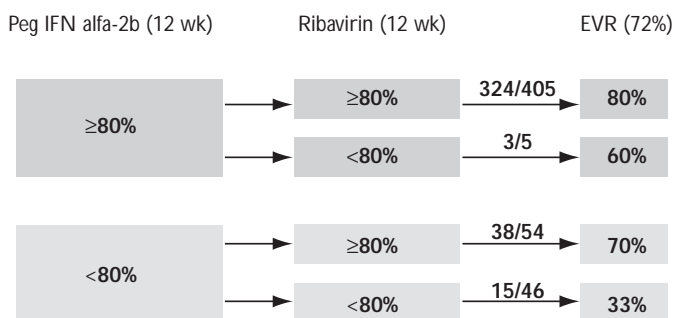 Peg IFN alfa-2b (12 wk) Ribavirin (12 wk) EVR (72%)
≥80% ≥80% 324/405 80%
<80% 3/5 60%
<80% ≥80% 38/54 70%
<80% 15/46 33%